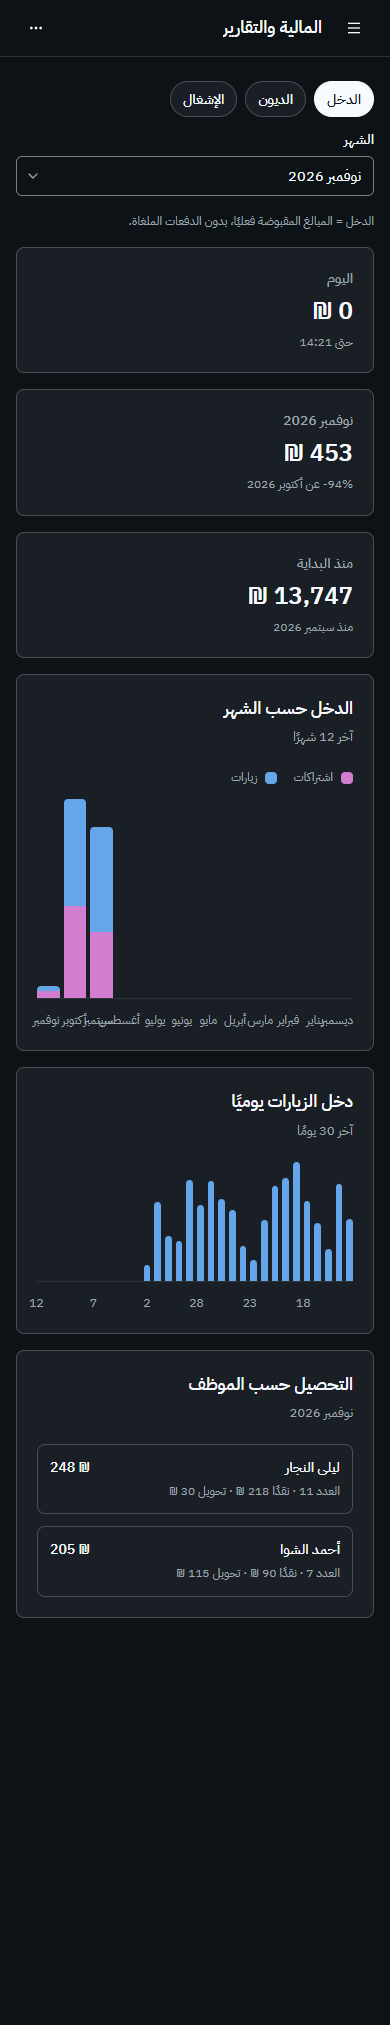 المالية والتقارير
الدخل
الديون
الإشغال
الشهر
نوفمبر 2026
الدخل = المبالغ المقبوضة فعليًا، بدون الدفعات الملغاة.
اليوم
0 ₪
حتى 14:21
نوفمبر 2026
453 ₪
-94% عن أكتوبر 2026
منذ البداية
13,747 ₪
منذ سبتمبر 2026
الدخل حسب الشهر
آخر 12 شهرًا
اشتراكات
زيارات
ديسمبر يناير فبراير مارس أبريل مايو يونيو يوليو أغسطس سبتمبر أكتوبر نوفمبر
دخل الزيارات يوميًا
آخر 30 يومًا
18 23 28 2 7 12
التحصيل حسب الموظف
نوفمبر 2026
ليلى النجار
248 ₪
العدد 11 · نقدًا 218 ₪ · تحويل 30 ₪
أحمد الشوا
205 ₪
العدد 7 · نقدًا 90 ₪ · تحويل 115 ₪